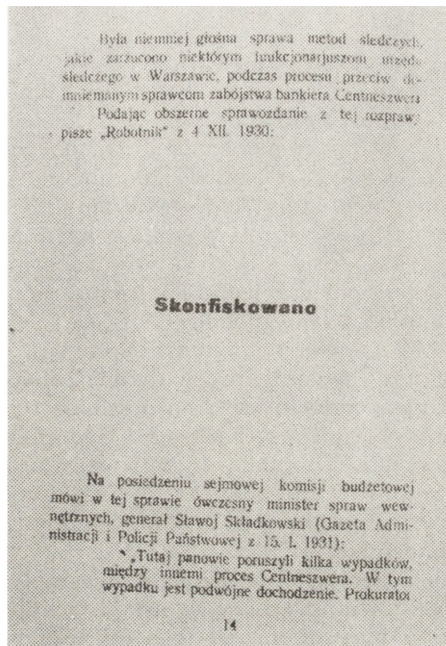 Była niemniej głośna sprawa metod śledczych,
jakie zarzucono niektórym funkcjonarjuszom urzędu
śledczego w Warszawie, podczas procesu przeciw do-
mniemanym sprawcom zabójstwa bankiera Centneszwera
Podając obszerne sprawozdanie z tej rozprawy
pisze „Robotnik" z 4 XII. 1930:
Skonfiskowano
Na posiedzeniu sejmowej komisji budżetowej
mówi w tej sprawie ówczesny minister spraw wew-
nętrznych, generał Sławoj Składkowski (Gazeta Admi-
nistracji i Policji Państwowej z 15. I. 1931):
„Tutaj panowie poruszyli kilka wypadków,
między innemi proces Centneszwera. W tym
wypadku jest podwójne dochodzenie. Prokurator
14